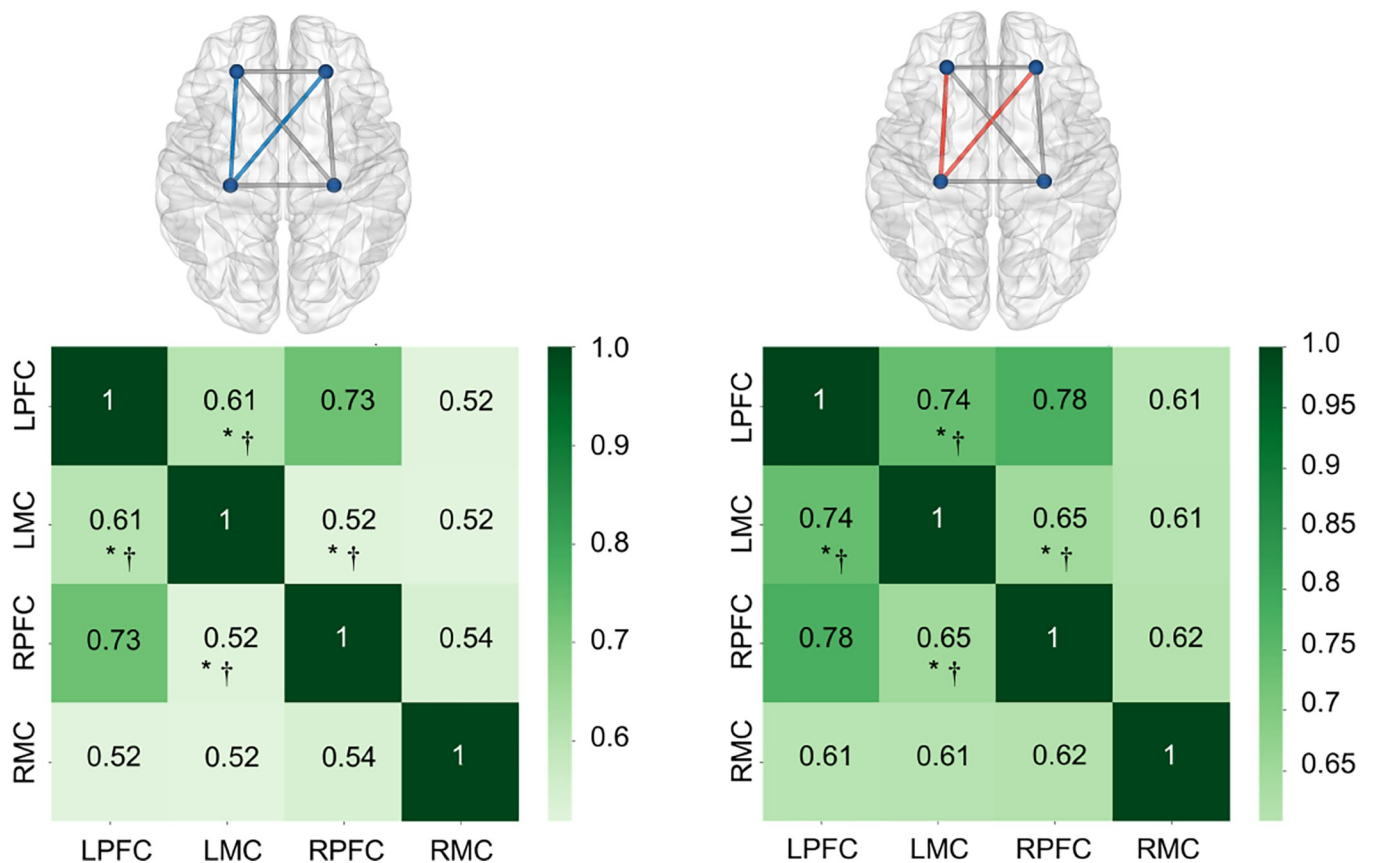 LPFC 1 0.61 0.73 0.52
* †
LMC 0.61 1 0.52 0.52
* † * †
RPFC 0.73 0.52 1 0.54
* †
RMC 0.52 0.52 0.54 1
LPFC LMC RPFC RMC
1.0
0.9
0.8
0.7
0.6
LPFC 1 0.74 0.78 0.61
* †
LMC 0.74 1 0.65 0.61
* † * †
RPFC 0.78 0.65 1 0.62
* †
RMC 0.61 0.61 0.62 1
LPFC LMC RPFC RMC
1.0
0.95
0.9
0.85
0.8
0.75
0.7
0.65